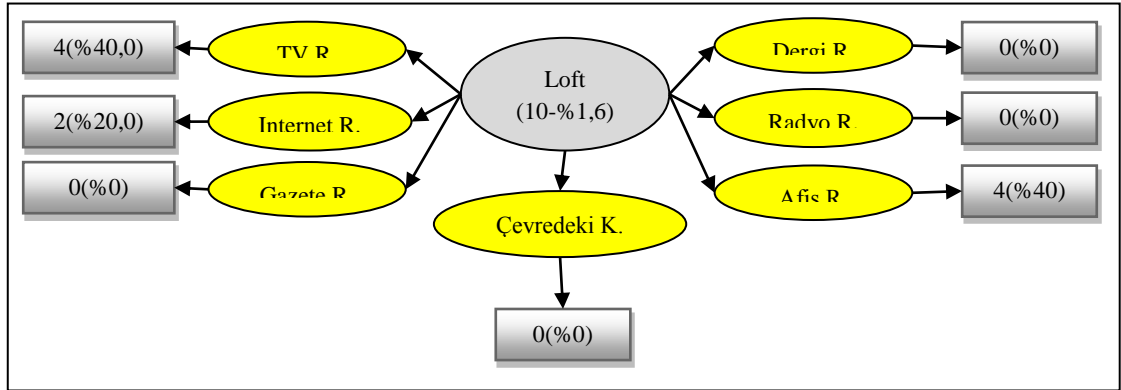 4(%40,0)
TV R
Dergi R
0(%0)
Loft
(10-%1,6)
2(%20,0)
Internet R.
Radyo R.
0(%0)
0(%0)
Gazete R
Afiş R
4(%40)
Çevredeki K.
0(%0)